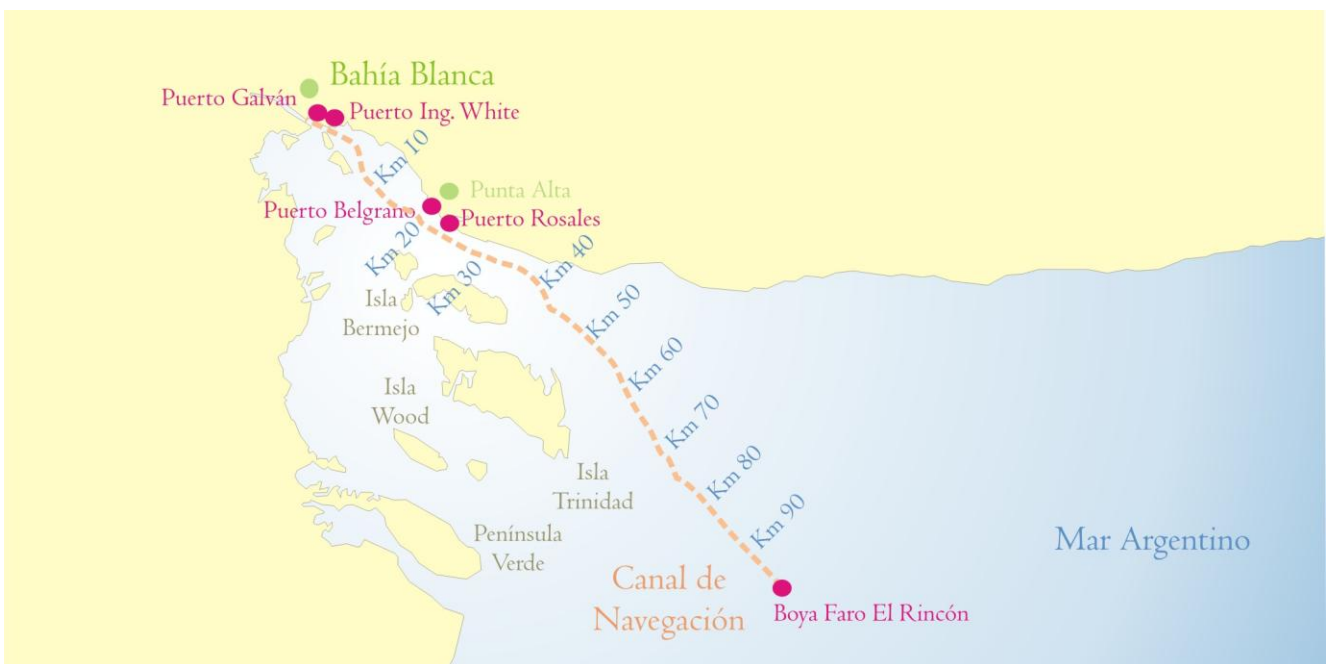 Bahía Blanca
Puerto Galván
Puerto Ing. White
Km 10
Punta Alta
Puerto Belgrano
Puerto Rosales
Km 20
Km 30
Km 40
Isla
Bermejo
Km 50
Km 60
Isla
Wood
Km 70
Km 80
Isla
Trinidad
Km 90
Península
Verde
Mar Argentino
Canal de
Navegación
Boya Faro El Rincón